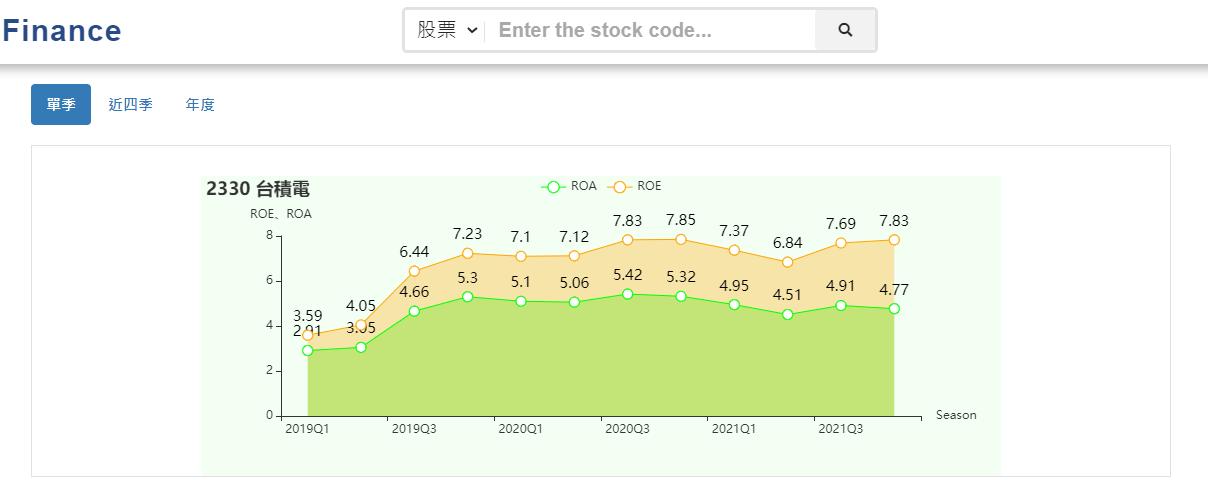 Finance
股票 Enter the stock code...
單季 近四季 年度
2330 台積電
ROA ROE
ROE、ROA
7.83 7.85 7.37 6.84 7.69 7.83
7.23 7.1 7.12
6.44
5.3 5.1 5.06 5.42 5.32 4.95 4.51 4.91 4.77
4.66
3.59 4.05
2.91 3.05
8
6
4
2
0
2019Q1 2019Q3 2020Q1 2020Q3 2021Q1 2021Q3
Season